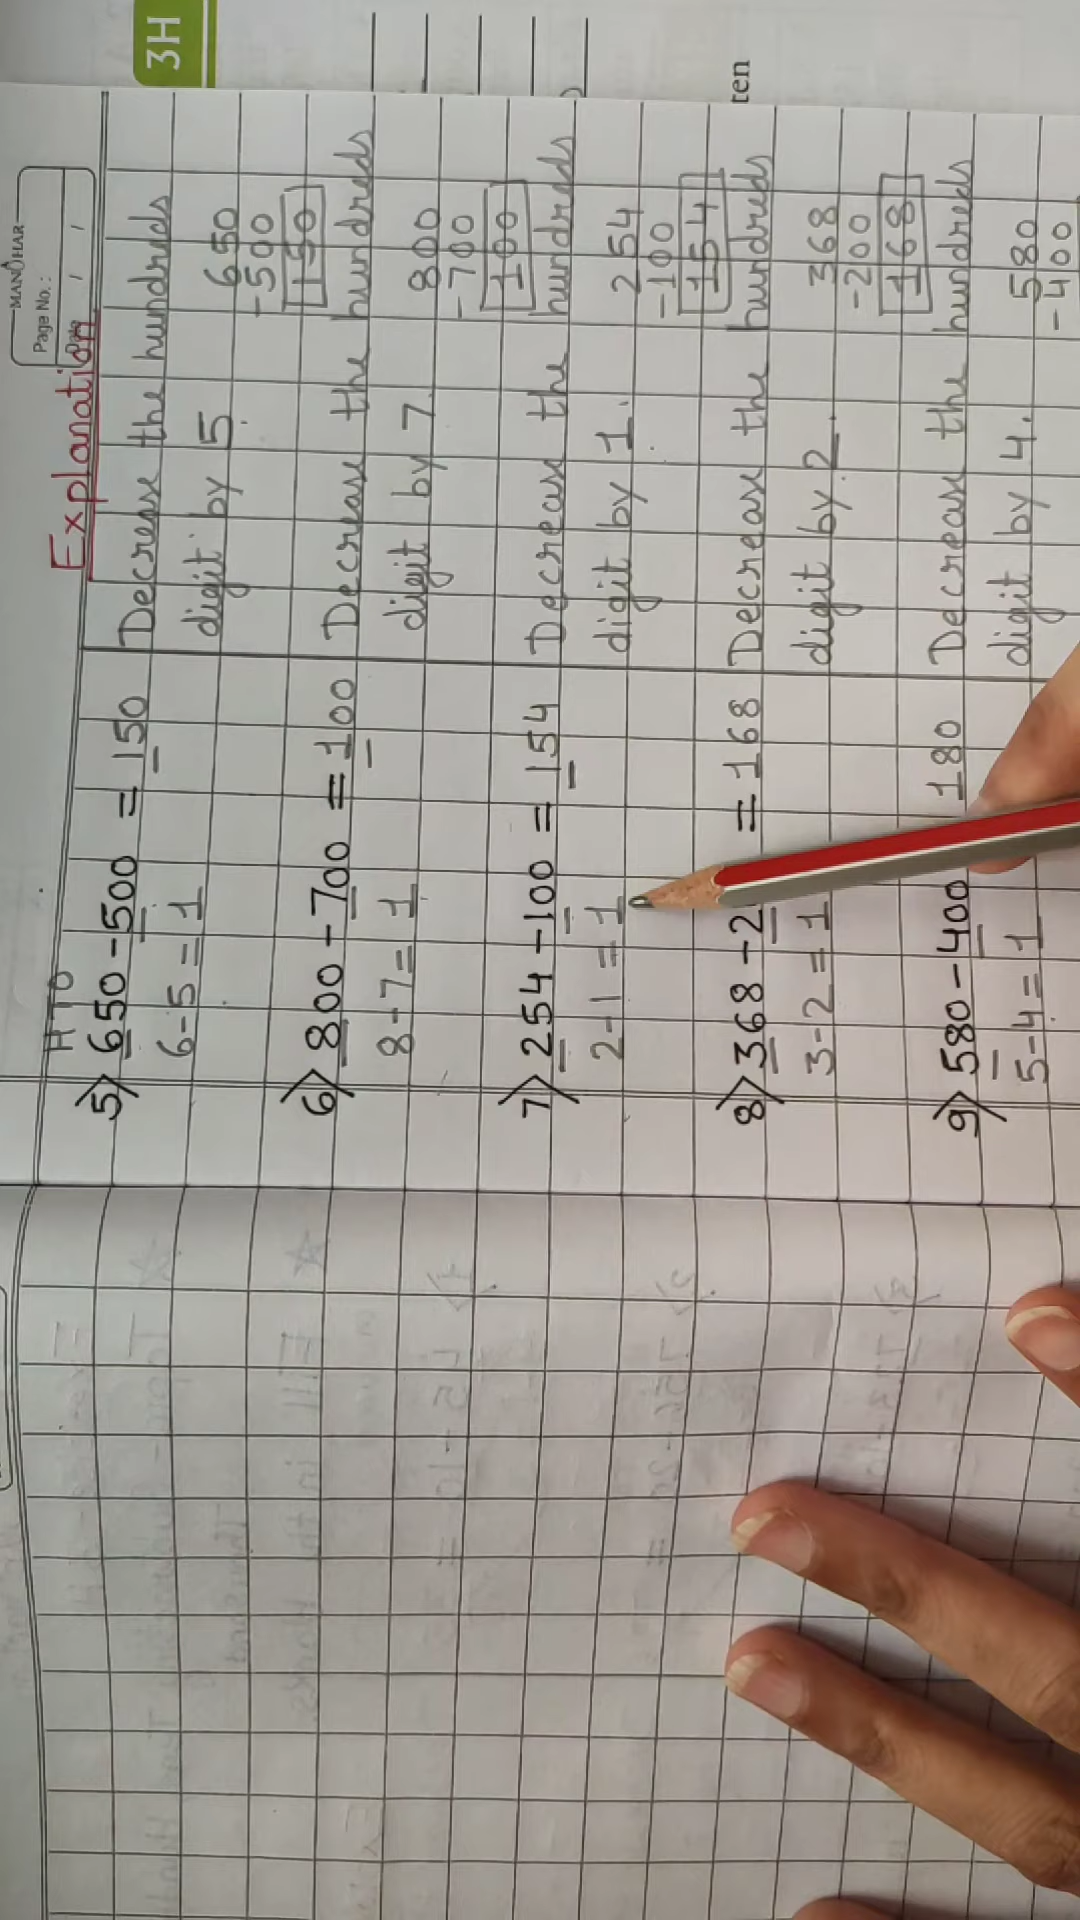 3H
ten
MANOHAR
Page No.:
Date
Explanation
H T O
5) 650 - 500 = 150 Decrease the hundreds
6 - 5 = 1 digit by 5. 650
-500
150
6) 800 - 700 = 100 Decrease the hundreds
8 - 7 = 1 digit by 7. 800
-700
100
7) 254 - 100 = 154 Decrease the hundreds
2 - 1 = 1 digit by 1. 254
-100
154
8) 368 - 2 = 168 Decrease the hundreds
3 - 2 = 1 digit by 2. 368
-200
168
9) 580 - 400 180 Decrease the hundreds
5 - 4 = 1 digit by 4. 580
-400